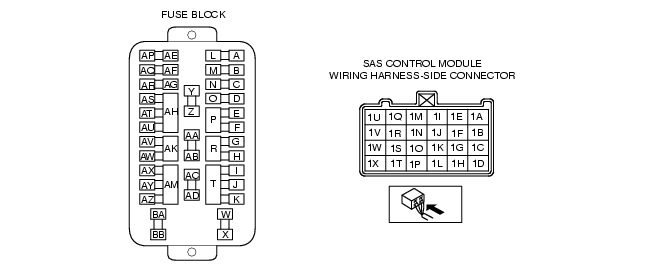 FUSE BLOCK
AP AE L A
AQ AF M B
AR AG N C
AS Y O D
AH
AT Z P E
AU F
AV AA G
AK R
AW AB H
AX AC I
AY AM T J
AZ AD K
BA W
BB X
SAS CONTROL MODULE
WIRING HARNESS-SIDE CONNECTOR
1U 1Q 1M 1I 1E 1A
1V 1R 1N 1J 1F 1B
1W 1S 1O 1K 1G 1C
1X 1T 1P 1L 1H 1D